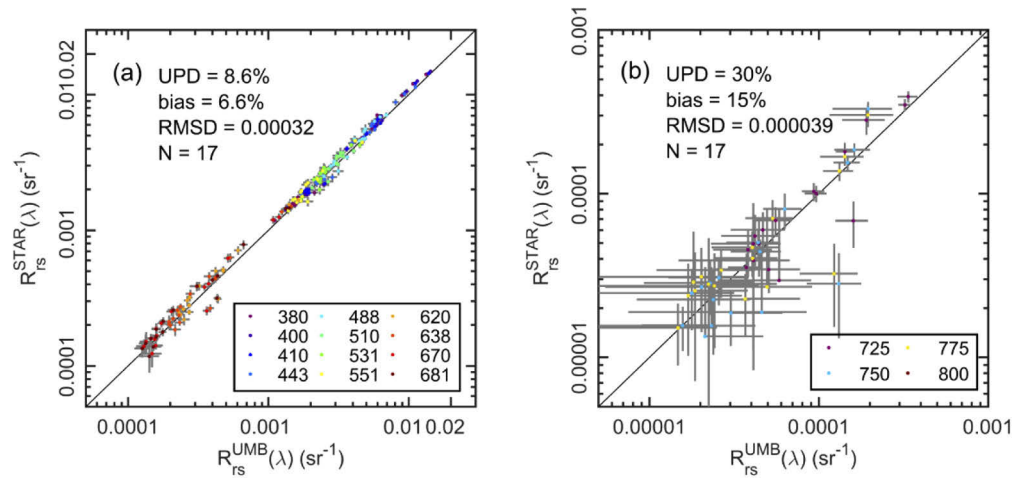 (a)
UPD = 8.6%
bias = 6.6%
RMSD = 0.00032
N = 17
R_rs^STAR(λ) (sr⁻¹)
0.010.02
0.0001
0.0001
380 488 620
400 510 638
410 531 670
443 551 681
0.0001 0.001 0.010.02
R_rs^UMB(λ) (sr⁻¹)
(b)
UPD = 30%
bias = 15%
RMSD = 0.000039
N = 17
R_rs^STAR(λ) (sr⁻¹)
0.001
0.0001
0.00001
725 775
750 800
0.00001 0.0001 0.001
R_rs^UMB(λ) (sr⁻¹)